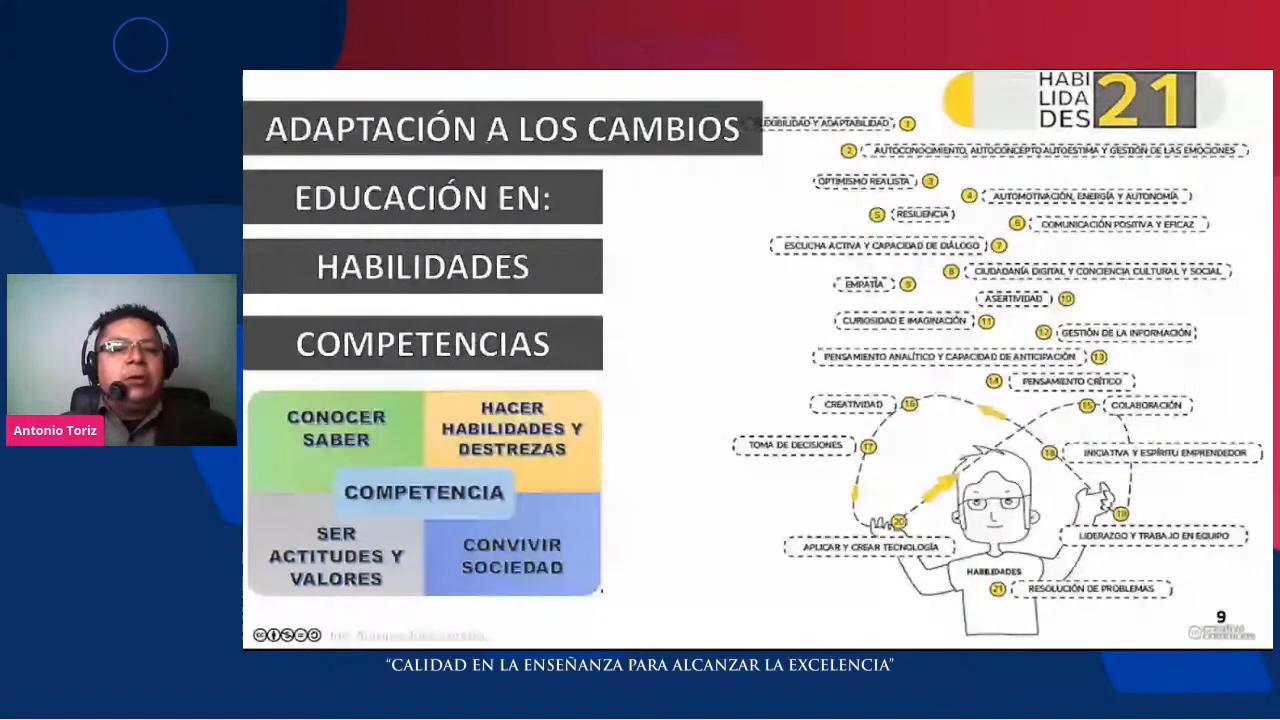 ADAPTACIÓN A LOS CAMBIOS
EDUCACIÓN EN:
HABILIDADES
COMPETENCIAS
CONOCER
SABER
HACER
HABILIDADES Y
DESTREZAS
COMPETENCIA
SER
ACTITUDES Y
VALORES
CONVIVIR
SOCIEDAD
HABI
LIDA
DES
21
LEXIBILIDAD Y ADAPTABILIDAD 1
2 AUTOCONOCIMIENTO, AUTOCONCEPTO AUTOESTIMA Y GESTIÓN DE LAS EMOCIONES
OPTIMISMO REALISTA 3
4 AUTOMOTIVACIÓN, ENERGÍA Y AUTONOMÍA
5 RESILIENCIA
6 COMUNICACIÓN POSITIVA Y EFICAZ
ESCUCHA ACTIVA Y CAPACIDAD DE DIÁLOGO 7
8 CIUDADANÍA DIGITAL Y CONCIENCIA CULTURAL Y SOCIAL
EMPATÍA 9
ASERTIVIDAD 10
CURIOSIDAD E IMAGINACIÓN 11
12 GESTIÓN DE LA INFORMACIÓN
PENSAMIENTO ANALÍTICO Y CAPACIDAD DE ANTICIPACIÓN 13
14 PENSAMIENTO CRÍTICO
CREATIVIDAD 16
15 COLABORACIÓN
TOMA DE DECISIONES 17
18 INICIATIVA Y ESPÍRITU EMPRENDEDOR
20
19
APLICAR Y CREAR TECNOLOGÍA
LIDERAZGO Y TRABAJO EN EQUIPO
HABILIDADES
21 RESOLUCIÓN DE PROBLEMAS
9
Antonio Toriz
“CALIDAD EN LA ENSEÑANZA PARA ALCANZAR LA EXCELENCIA”